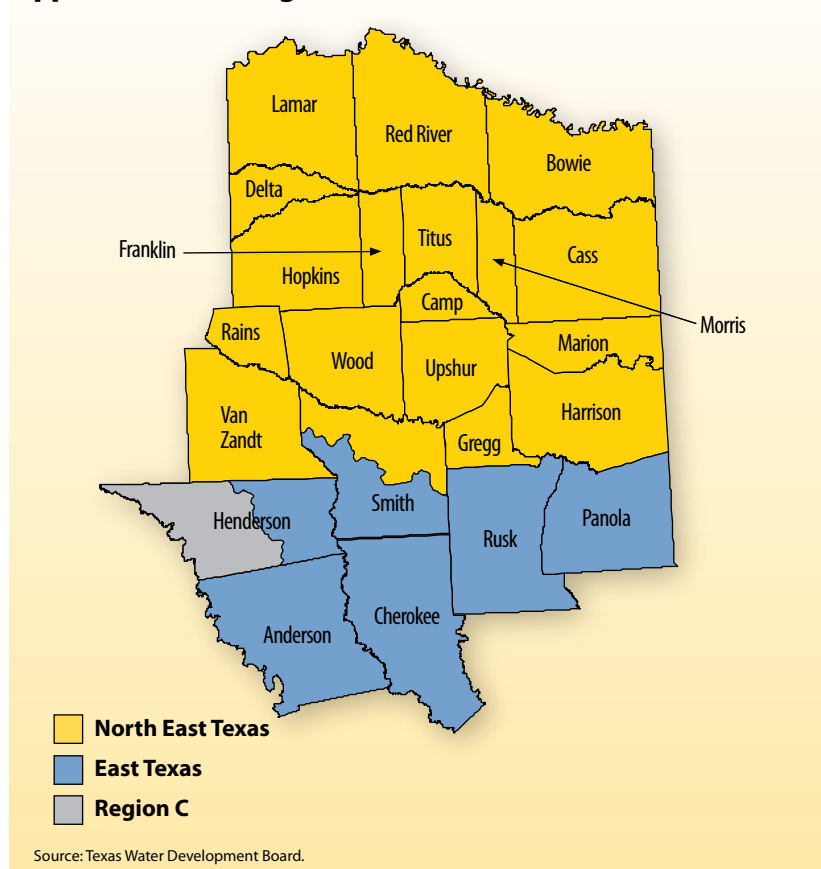 Lamar
Red River
Bowie
Delta
Franklin
Titus
Cass
Hopkins
Camp
Morris
Rains
Marion
Wood
Upshur
Harrison
Van
Zandt
Gregg
Smith
Henderson
Panola
Rusk
Cherokee
Anderson
North East Texas
East Texas
Region C
Source: Texas Water Development Board.